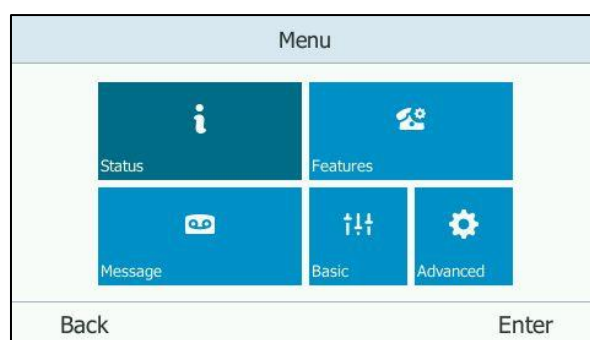 Menu
Status
Features
Message
Basic
Advanced
Back
Enter